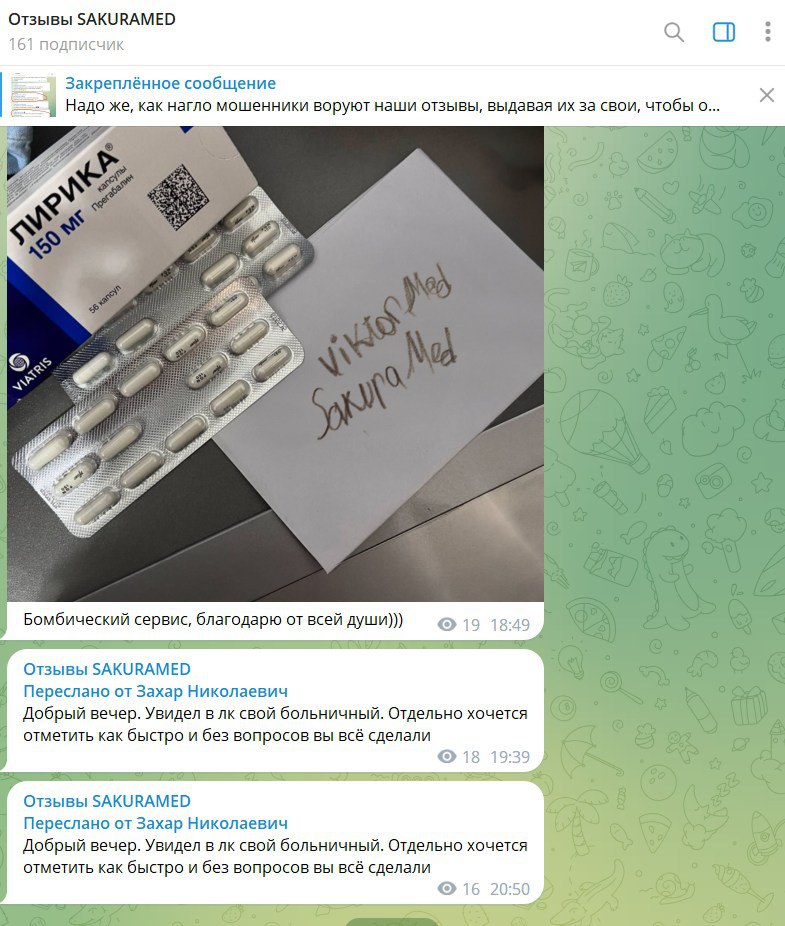 Отзывы SAKURAMED
161 подписчик
Закреплённое сообщение
Надо же, как нагло мошенники воруют наши отзывы, выдавая их за свои, чтобы о...
ЛИРИКА®
150 мг
капсулы
Прегабалин
56 капсул
VIATRIS
Viktor Med
Sakura Med
Бомбический сервис, благодарю от всей души)))
19 18:49
Отзывы SAKURAMED
Переслано от Захар Николаевич
Добрый вечер. Увидел в лк свой больничный. Отдельно хочется
отметить как быстро и без вопросов вы всё сделали
18 19:39
Отзывы SAKURAMED
Переслано от Захар Николаевич
Добрый вечер. Увидел в лк свой больничный. Отдельно хочется
отметить как быстро и без вопросов вы всё сделали
16 20:50